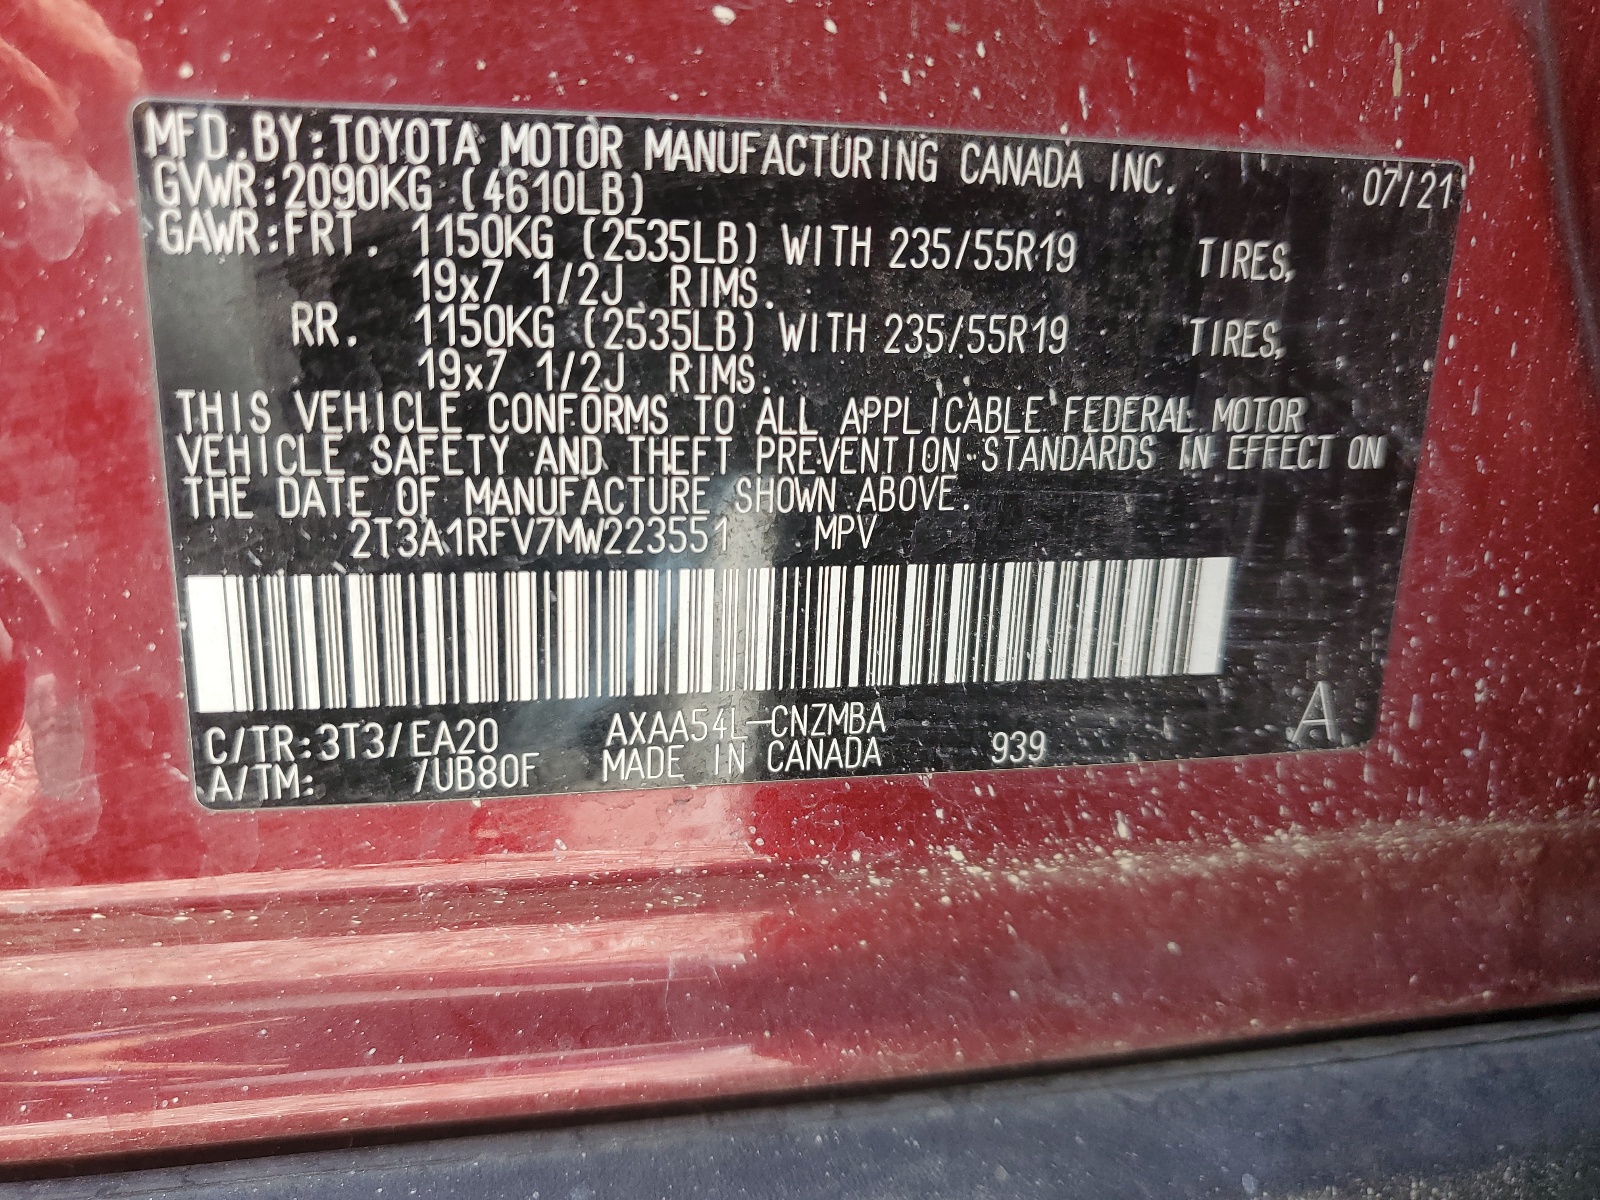 MFD.BY:TOYOTA MOTOR MANUFACTURING CANADA INC. 07/21
GVWR:2090KG (4610LB)
GAWR:FRT. 1150KG (2535LB) WITH 235/55R19 TIRES,
19x7 1/2J RIMS.
RR. 1150KG (2535LB) WITH 235/55R19 TIRES,
19x7 1/2J RIMS.
THIS VEHICLE CONFORMS TO ALL APPLICABLE FEDERAL MOTOR
VEHICLE SAFETY AND THEFT PREVENTION STANDARDS IN EFFECT ON
THE DATE OF MANUFACTURE SHOWN ABOVE.
2T3A1RFV7MW223551 MPV
C/TR:3T3/EA20 AXAA54L-CNZMBA
A/TM: /UB80F MADE IN CANADA 939 A